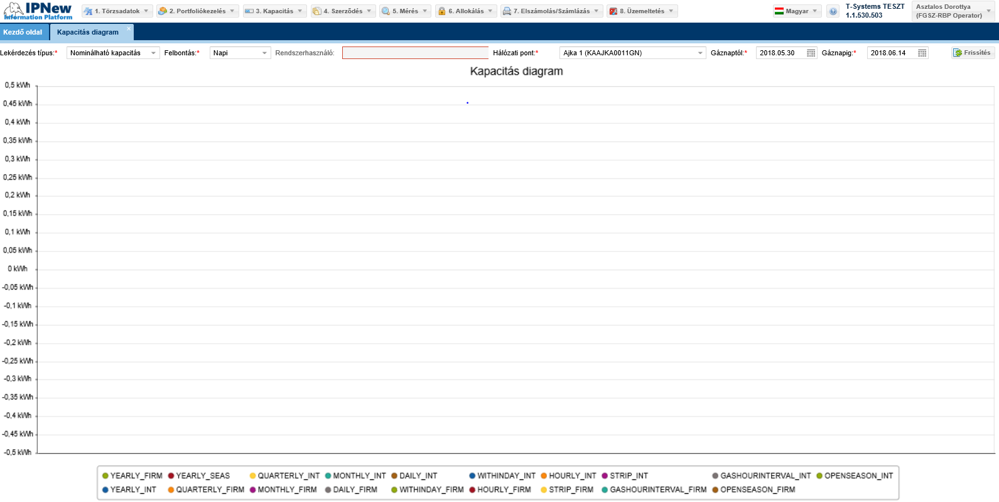 IPNew
Information Platform
1. Törzsadatok
2. Portfoliókezelés
3. Kapacitás
4. Szerződés
5. Mérés
6. Allokálás
7. Elszámolás/Számlázás
8. Üzemeltetés
Magyar
T-Systems TESZT
1.1.530.503
Asztalos Dorottya
(FGSZ-RBP Operator)
Kezdő oldal
Kapacitás diagram
Lekérdezés típus:* Nominálható kapacitás
Felbontás:* Napi
Rendszerhasználó:
Hálózati pont:* Ajka 1 (KAAJKA0011GN)
Gáznaptól:* 2018.05.30
Gáznapig:* 2018.06.14
Frissítés
Kapacitás diagram
0,5 kWh
0,45 kWh
0,4 kWh
0,35 kWh
0,3 kWh
0,25 kWh
0,2 kWh
0,15 kWh
0,1 kWh
0,05 kWh
0 kWh
-0,05 kWh
-0,1 kWh
-0,15 kWh
-0,2 kWh
-0,25 kWh
-0,3 kWh
-0,35 kWh
-0,4 kWh
-0,45 kWh
-0,5 kWh
YEARLY_FIRM YEARLY_SEAS QUARTERLY_INT MONTHLY_INT DAILY_INT WITHINDAY_INT HOURLY_INT STRIP_INT GASHOURINTERVAL_INT OPENSEASON_INT
YEARLY_INT QUARTERLY_FIRM MONTHLY_FIRM DAILY_FIRM WITHINDAY_FIRM HOURLY_FIRM STRIP_FIRM GASHOURINTERVAL_FIRM OPENSEASON_FIRM